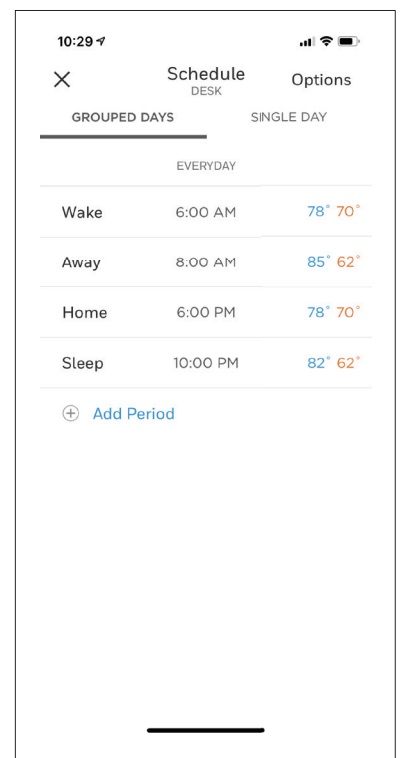 10:29
Schedule Options
DESK
GROUPED DAYS SINGLE DAY
EVERYDAY
Wake 6:00 AM 78° 70°
Away 8:00 AM 85° 62°
Home 6:00 PM 78° 70°
Sleep 10:00 PM 82° 62°
Add Period